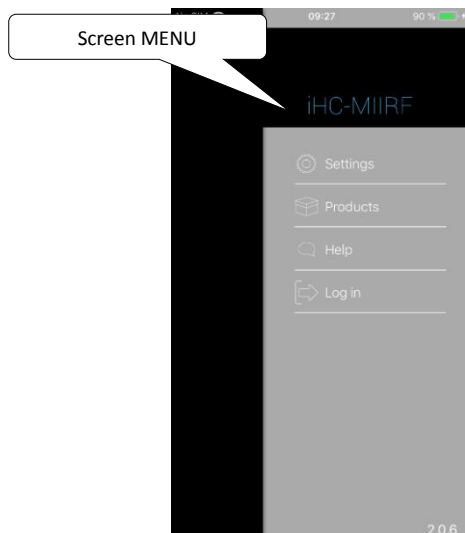 Screen MENU
09:27
90 %
iHC-MIIRF
Settings
Products
Help
Log in
2.0.6